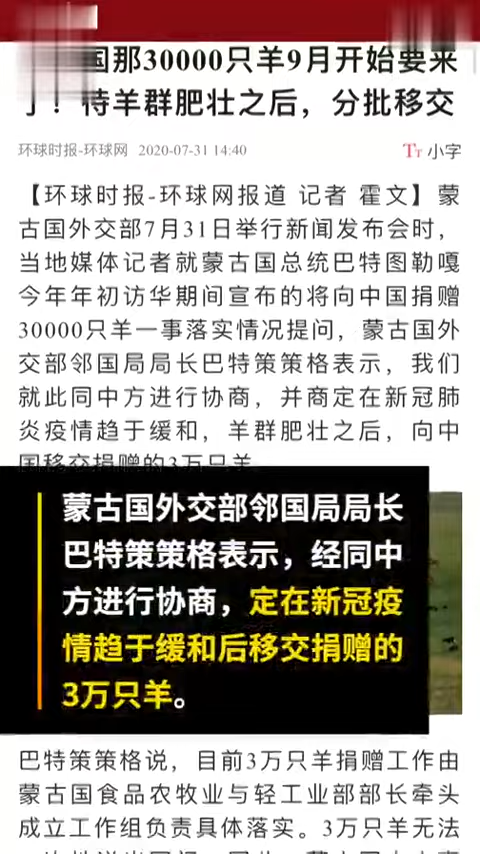 国那30000只羊9月开始要来
了！待羊群肥壮之后，分批移交
环球时报-环球网 2020-07-31 14:40
TT 小字
【环球时报-环球网报道 记者 霍文】蒙
古国外交部7月31日举行新闻发布会时，
当地媒体记者就蒙古国总统巴特图勒嘎
今年年初访华期间宣布的将向中国捐赠
30000只羊一事落实情况提问，蒙古国外
交部邻国局局长巴特策策格表示，我们
就此同中方进行协商，并商定在新冠肺
炎疫情趋于缓和，羊群肥壮之后，向中
国移交捐赠的3万只羊。
蒙古国外交部邻国局局长
巴特策策格表示，经同中
方进行协商，定在新冠疫
情趋于缓和后移交捐赠的
3万只羊。
巴特策策格说，目前3万只羊捐赠工作由
蒙古国食品农牧业与轻工业部部长牵头
成立工作组负责具体落实。3万只羊无法